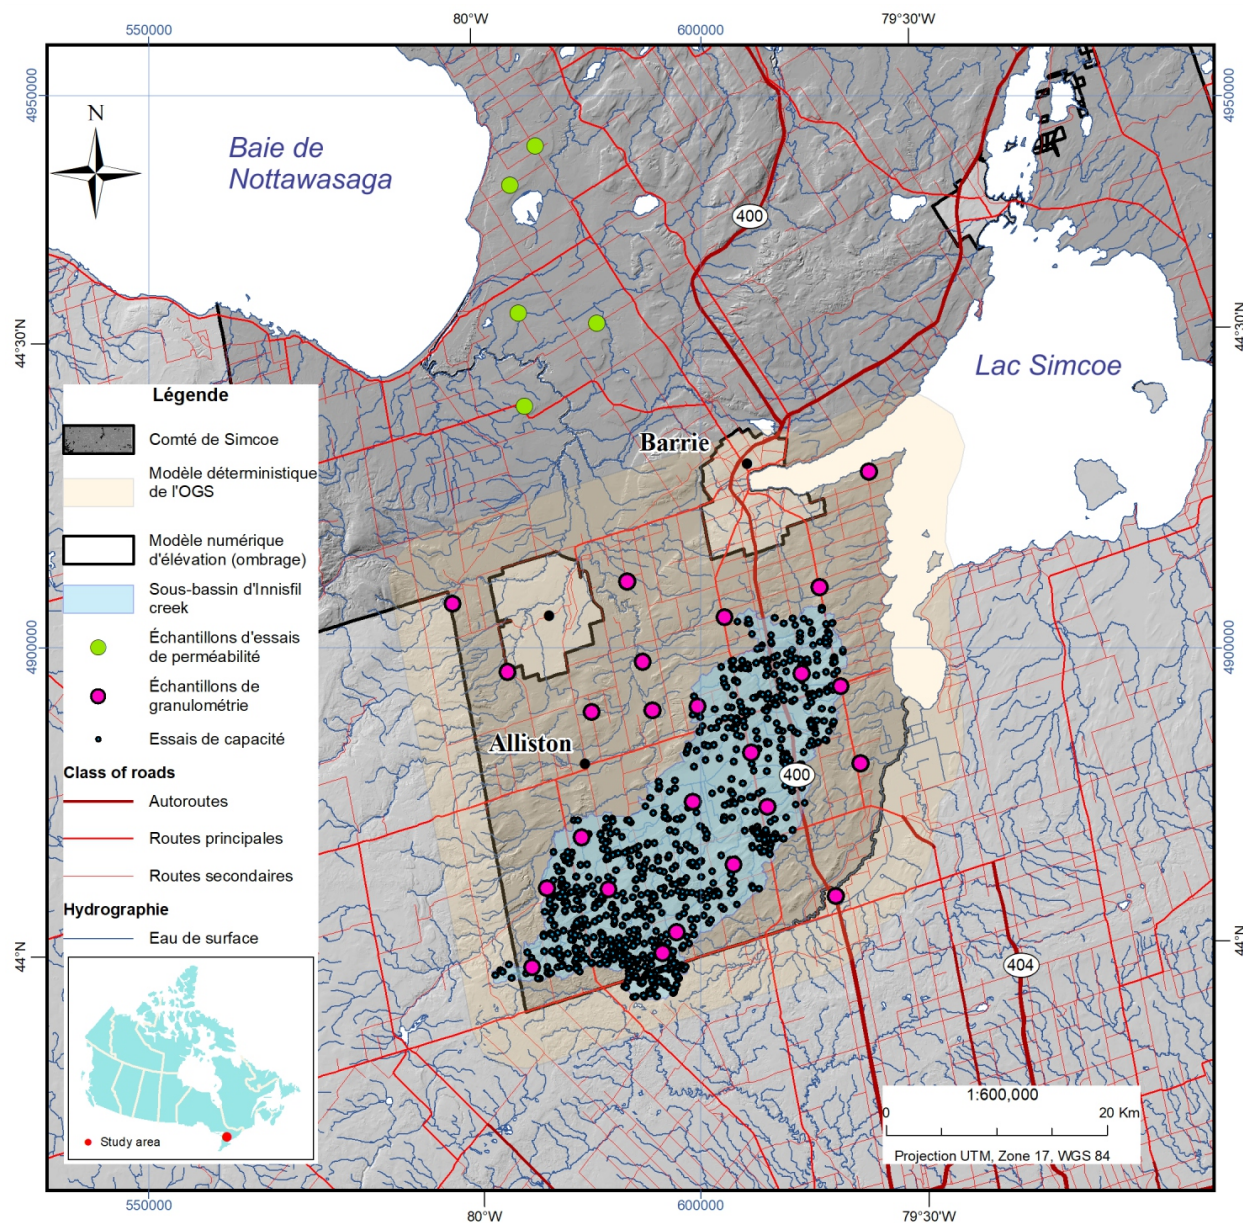 80°W
79°30'W
550000
600000
4950000
4950000
N
Baie de
Nottawasaga
400
44°30'N
44°30'N
Lac Simcoe
Barrie
Légende
Comté de Simcoe
Modèle déterministique
de l'OGS
Modèle numérique
d'élévation (ombrage)
Sous-bassin d'Innisfil
creek
Échantillons d'essais
de perméabilité
Échantillons de
granulométrie
Essais de capacité
Class of roads
Autoroutes
Routes principales
Routes secondaires
Hydrographie
Eau de surface
Study area
4900000
4900000
Alliston
400
44°N
44°N
404
1:600,000
0
20 Km
Projection UTM, Zone 17, WGS 84
550000
600000
80°W
79°30'W